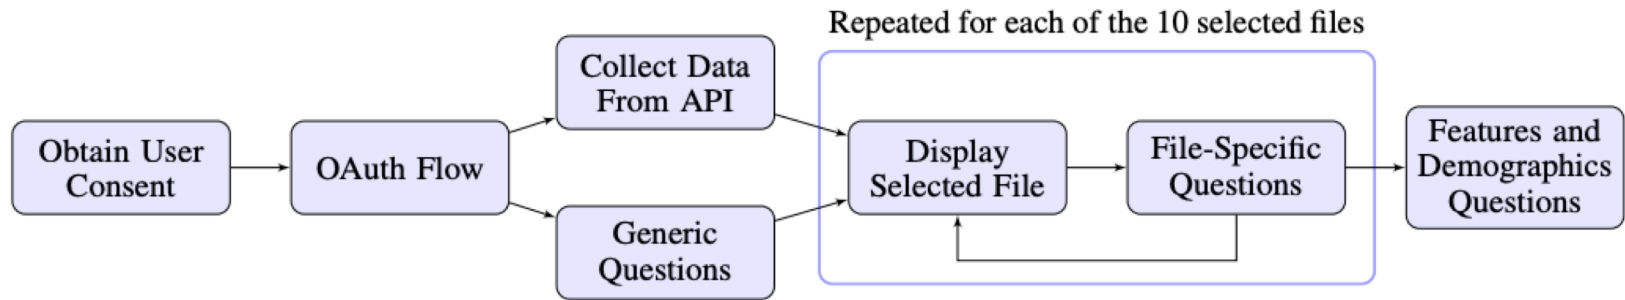 Repeated for each of the 10 selected files
Obtain User
Consent
OAuth Flow
Collect Data
From API
Generic
Questions
Display
Selected File
File-Specific
Questions
Features and
Demographics
Questions